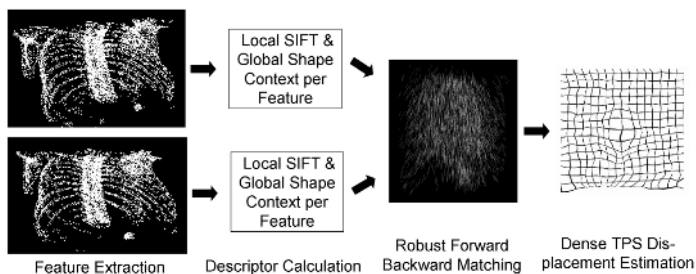 Local SIFT &
Global Shape
Context per
Feature
Local SIFT &
Global Shape
Context per
Feature
Feature Extraction
Descriptor Calculation
Robust Forward
Backward Matching
Dense TPS Dis-
placement Estimation